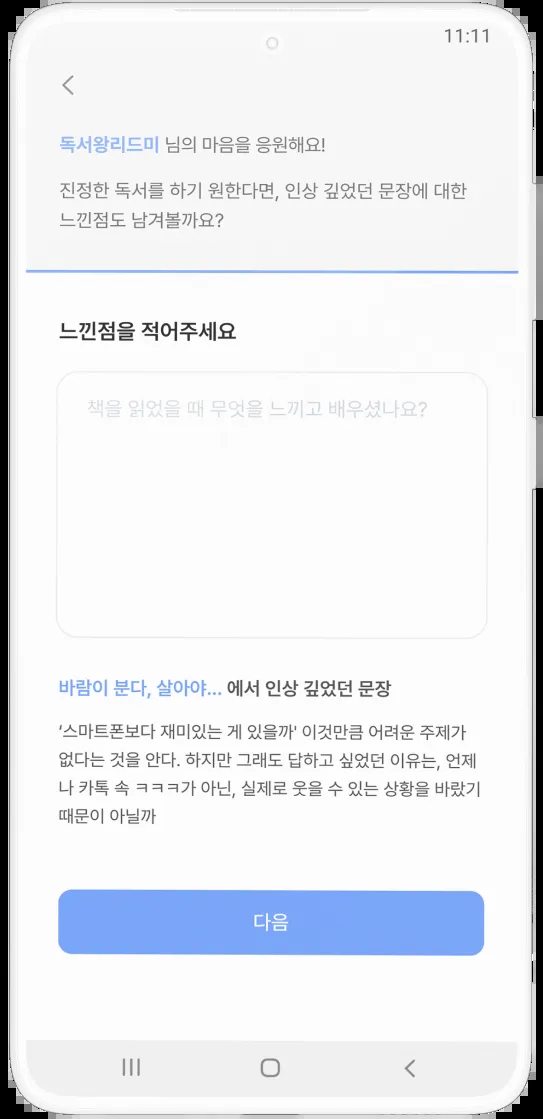 11:11
독서왕리드미 님의 마음을 응원해요!
진정한 독서를 하기 원한다면, 인상 깊었던 문장에 대한
느낀점도 남겨볼까요?
느낀점을 적어주세요
책을 읽었을 때 무엇을 느끼고 배우셨나요?
바람이 분다, 살아야... 에서 인상 깊었던 문장
‘스마트폰보다 재미있는 게 있을까' 이것만큼 어려운 주제가
없다는 것을 안다. 하지만 그래도 답하고 싶었던 이유는, 언제
나 카톡 속 ㅋㅋㅋ가 아닌, 실제로 웃을 수 있는 상황을 바랐기
때문이 아닐까
다음